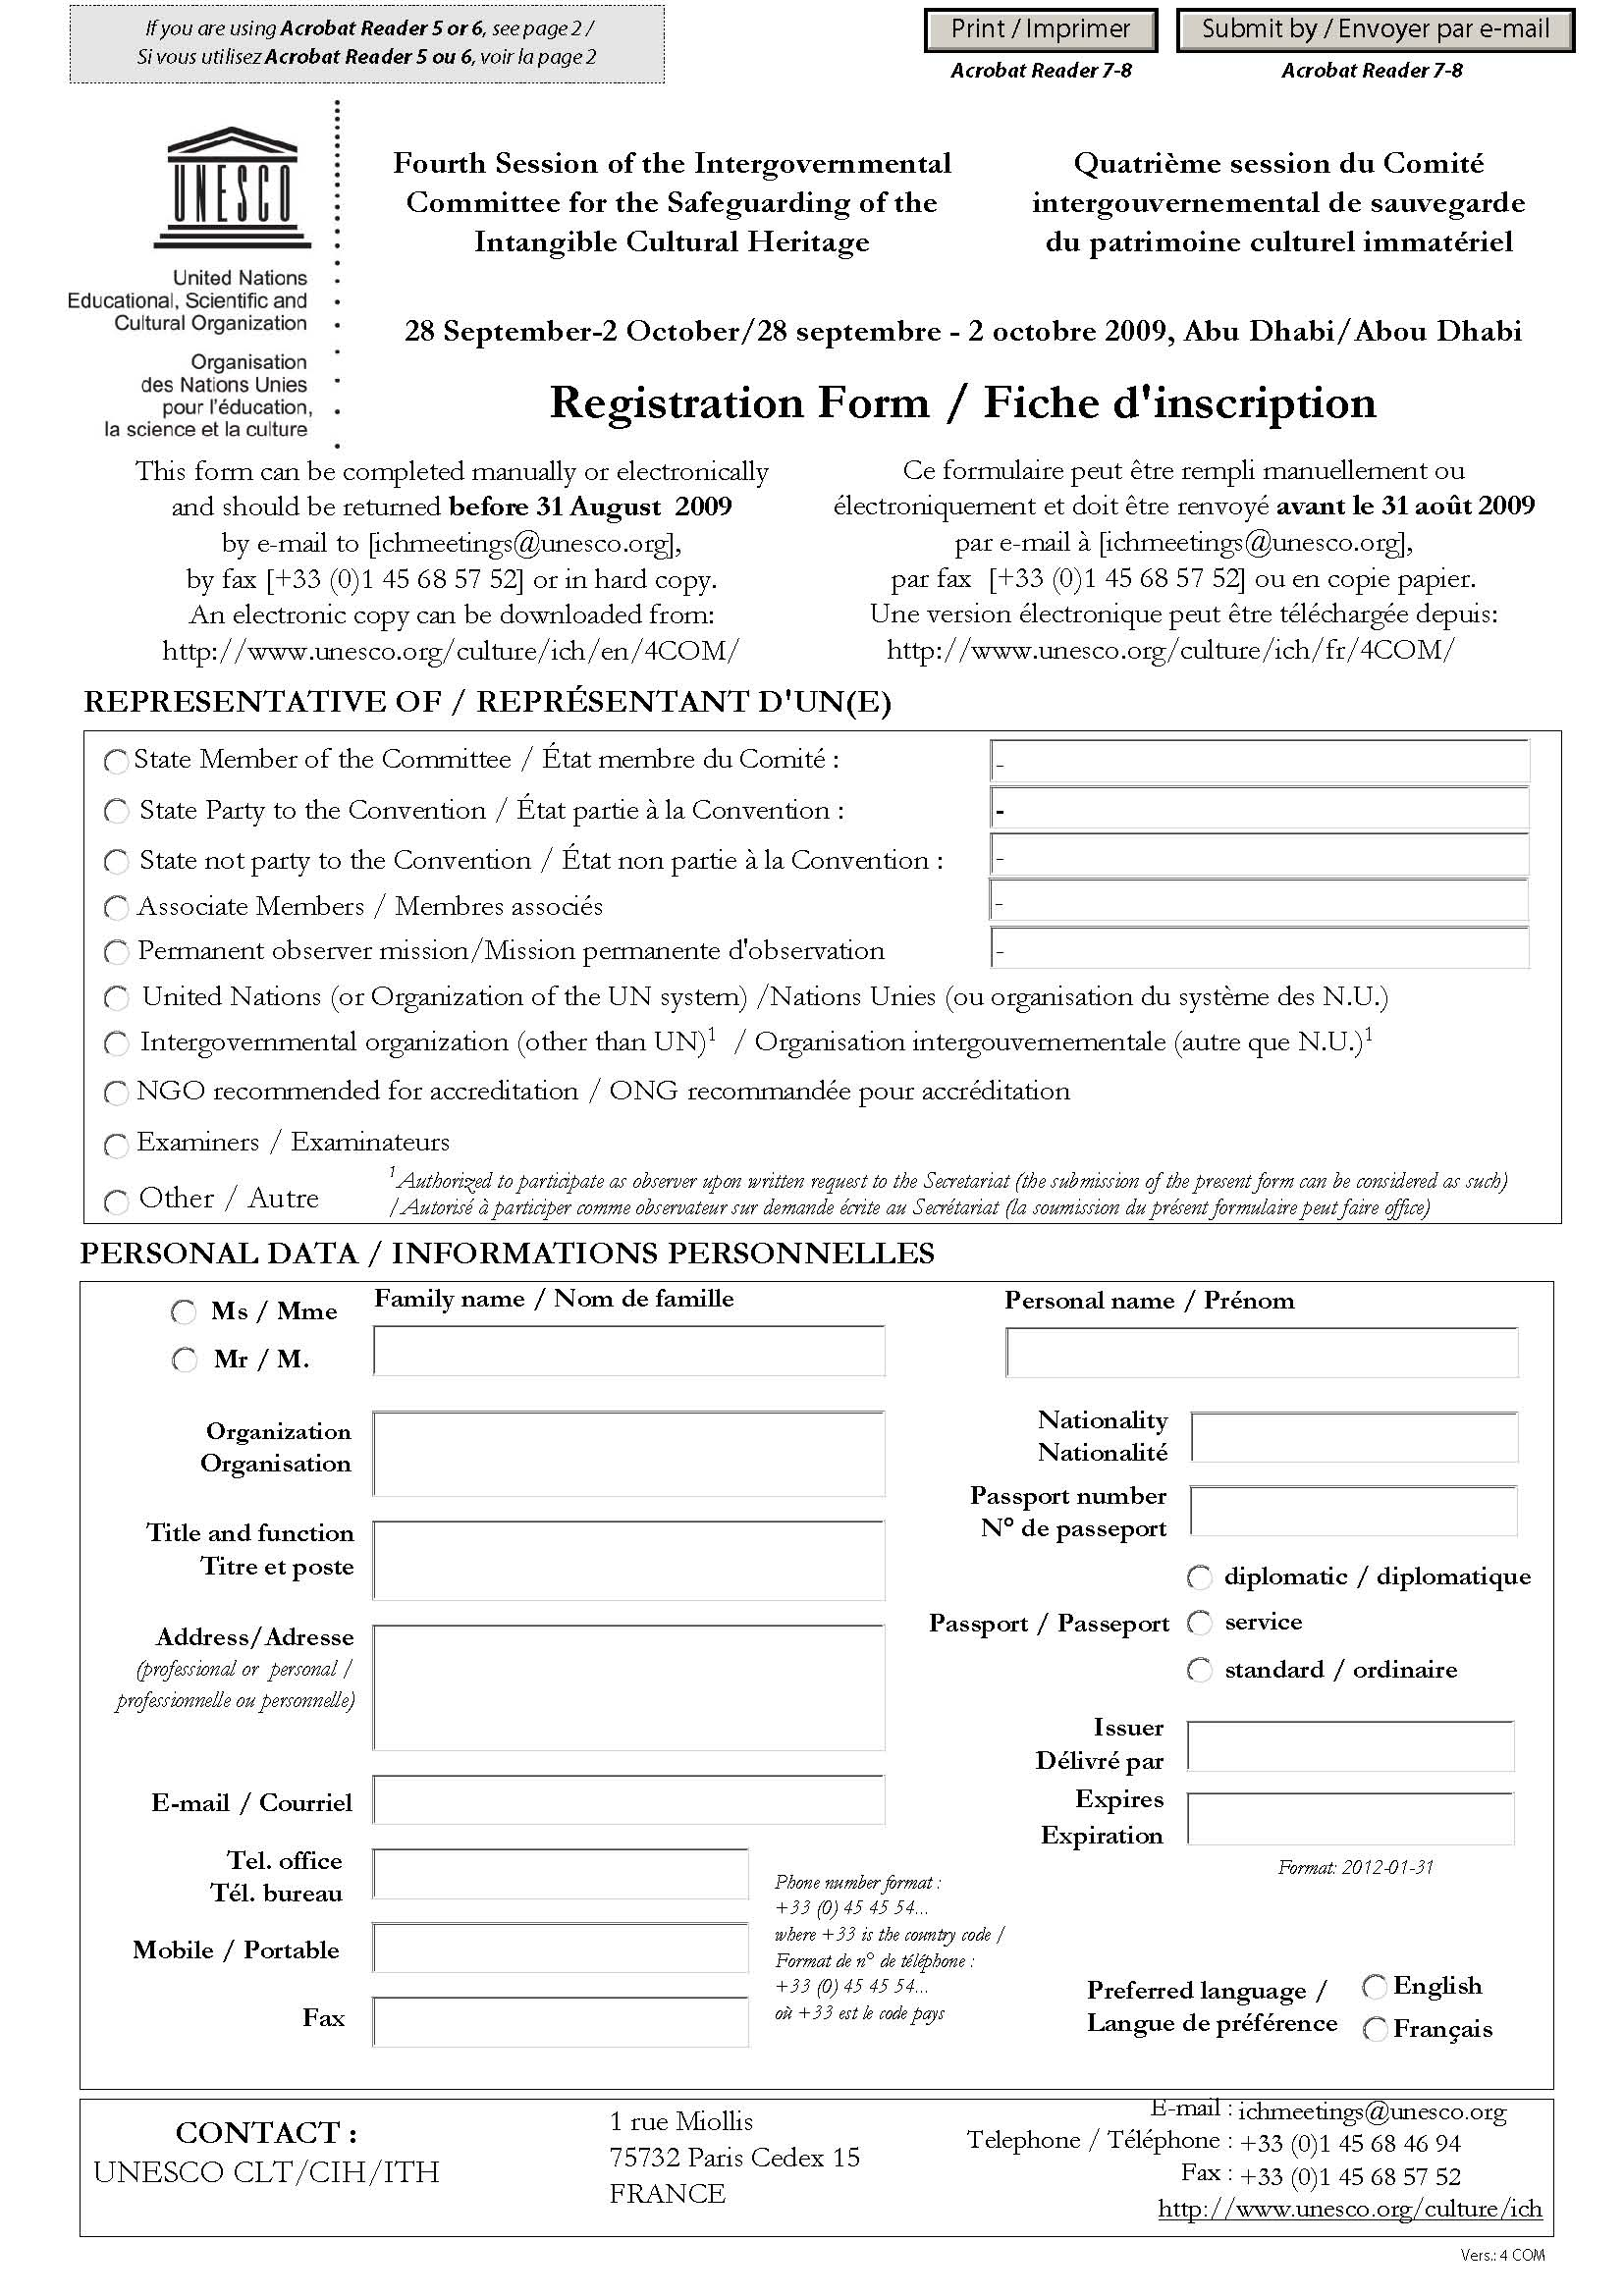 If you are using Acrobat Reader 5 or 6, see page 2 /
Si vous utilisez Acrobat Reader 5 ou 6, voir la page 2
Print / Imprimer
Acrobat Reader 7-8
Submit by / Envoyer par e-mail
Acrobat Reader 7-8
UNESCO
United Nations
Educational, Scientific and
Cultural Organization
Organisation
des Nations Unies
pour l'éducation,
la science et la culture
Fourth Session of the Intergovernmental
Committee for the Safeguarding of the
Intangible Cultural Heritage
Quatrième session du Comité
intergouvernemental de sauvegarde
du patrimoine culturel immatériel
28 September-2 October/28 septembre - 2 octobre 2009, Abu Dhabi/Abou Dhabi
Registration Form / Fiche d'inscription
This form can be completed manually or electronically
and should be returned before 31 August 2009
by e-mail to [ichmeetings@unesco.org],
by fax [+33 (0)1 45 68 57 52] or in hard copy.
An electronic copy can be downloaded from:
http://www.unesco.org/culture/ich/en/4COM/
Ce formulaire peut être rempli manuellement ou
électroniquement et doit être renvoyé avant le 31 août 2009
par e-mail à [ichmeetings@unesco.org],
par fax [+33 (0)1 45 68 57 52] ou en copie papier.
Une version électronique peut être téléchargée depuis:
http://www.unesco.org/culture/ich/fr/4COM/
REPRESENTATIVE OF / REPRÉSENTANT D'UN(E)
State Member of the Committee / État membre du Comité : -
State Party to the Convention / État partie à la Convention : -
State not party to the Convention / État non partie à la Convention : -
Associate Members / Membres associés -
Permanent observer mission/Mission permanente d'observation -
United Nations (or Organization of the UN system) /Nations Unies (ou organisation du système des N.U.)
Intergovernmental organization (other than UN)1 / Organisation intergouvernementale (autre que N.U.)1
NGO recommended for accreditation / ONG recommandée pour accréditation
Examiners / Examinateurs
Other / Autre
1 Authorized to participate as observer upon written request to the Secretariat (the submission of the present form can be considered as such)
/ Autorisé à participer comme observateur sur demande écrite au Secrétariat (la soumission du présent formulaire peut faire office)
PERSONAL DATA / INFORMATIONS PERSONNELLES
Ms / Mme
Mr / M.
Family name / Nom de famille
Personal name / Prénom
Organization
Organisation
Title and function
Titre et poste
Address/Adresse
(professional or personal /
professionnelle ou personnelle)
E-mail / Courriel
Tel. office
Tél. bureau
Mobile / Portable
Fax
Phone number format :
+33 (0) 45 45 54...
where +33 is the country code /
Format de n° de téléphone :
+33 (0) 45 45 54...
où +33 est le code pays
Nationality
Nationalité
Passport number
N° de passeport
Passport / Passeport
diplomatic / diplomatique
service
standard / ordinaire
Issuer
Délivré par
Expires
Expiration
Format: 2012-01-31
Preferred language /
Langue de préférence
English
Français
CONTACT :
UNESCO CLT/CIH/ITH
1 rue Miollis
75732 Paris Cedex 15
FRANCE
E-mail : ichmeetings@unesco.org
Telephone / Téléphone : +33 (0)1 45 68 46 94
Fax : +33 (0)1 45 68 57 52
http://www.unesco.org/culture/ich
Vers.: 4 COM